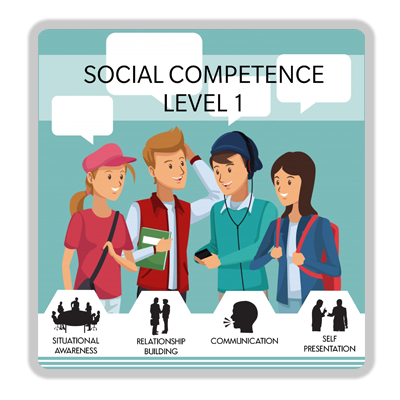 SOCIAL COMPETENCE
LEVEL 1
SITUATIONAL
AWARENESS
RELATIONSHIP
BUILDING
COMMUNICATION
SELF
PRESENTATION